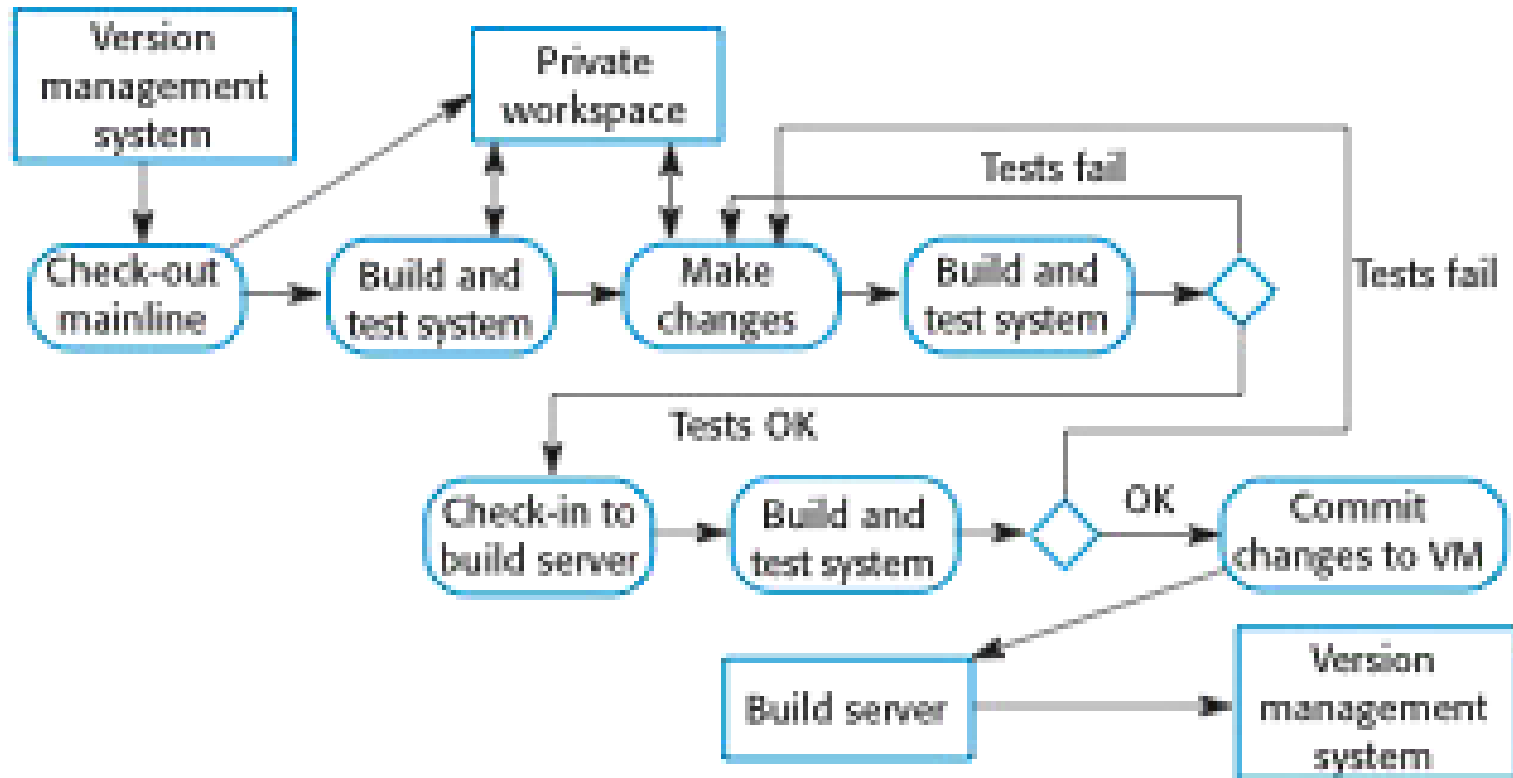 Version
management
system
Private
workspace
Tests fail
Check-out
mainline
Build and
test system
Make
changes
Build and
test system
Tests fail
Tests OK
Check-in to
build server
Build and
test system
OK
Commit
changes to VM
Build server
Version
management
system